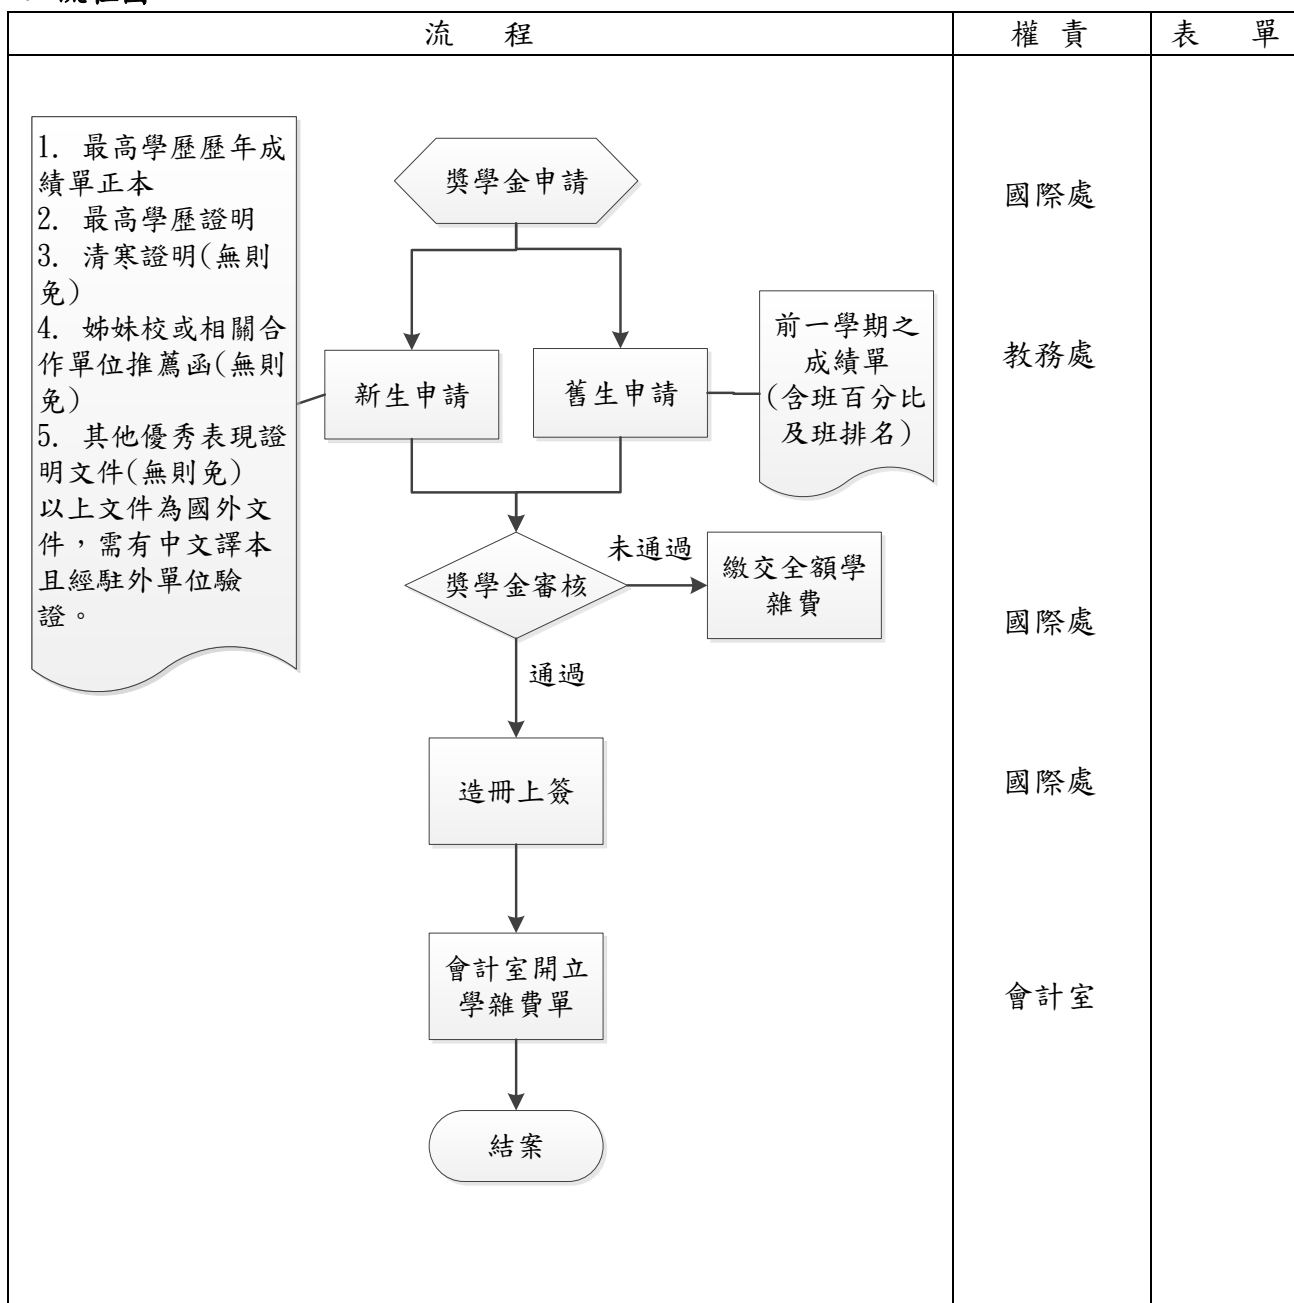 流程
權責
表單
1. 最高學歷歷年成
績單正本
2. 最高學歷證明
3. 清寒證明(無則
免)
4. 姊妹校或相關合
作單位推薦函(無則
免)
5. 其他優秀表現證
明文件(無則免)
以上文件為國外文
件，需有中文譯本
且經駐外單位驗
證。
獎學金申請
國際處
新生申請
舊生申請
前一學期之
成績單
(含班百分比
及班排名)
教務處
獎學金審核
未通過
繳交全額學
雜費
國際處
通過
造冊上簽
國際處
會計室開立
學雜費單
會計室
結案